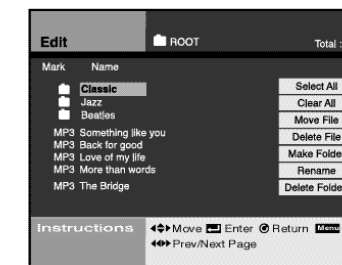 Edit ROOT Total :
Mark Name
Classic Select All
Jazz Clear All
Beatles Move File
MP3 Something like you Delete File
MP3 Back for good Make Folde
MP3 Love of my life Rename
MP3 More than words Delete Folde
MP3 The Bridge
Instructions Move Enter Return Menu
Prev/Next Page